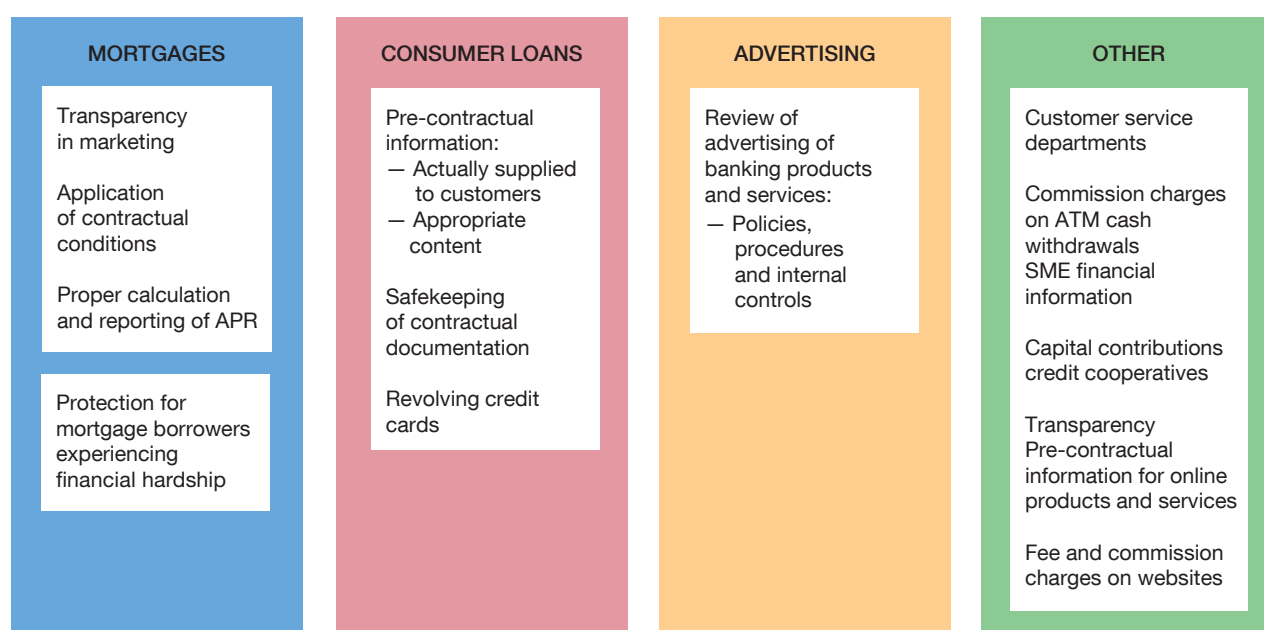 MORTGAGES
Transparency
in marketing
Application
of contractual
conditions
Proper calculation
and reporting of APR
Protection for
mortgage borrowers
experiencing
financial hardship
CONSUMER LOANS
Pre-contractual
information:
— Actually supplied
to customers
— Appropriate
content
Safekeeping
of contractual
documentation
Revolving credit
cards
ADVERTISING
Review of
advertising of
banking products
and services:
— Policies,
procedures
and internal
controls
OTHER
Customer service
departments
Commission charges
on ATM cash
withdrawals
SME financial
information
Capital contributions
credit cooperatives
Transparency
Pre-contractual
information for online
products and services
Fee and commission
charges on websites